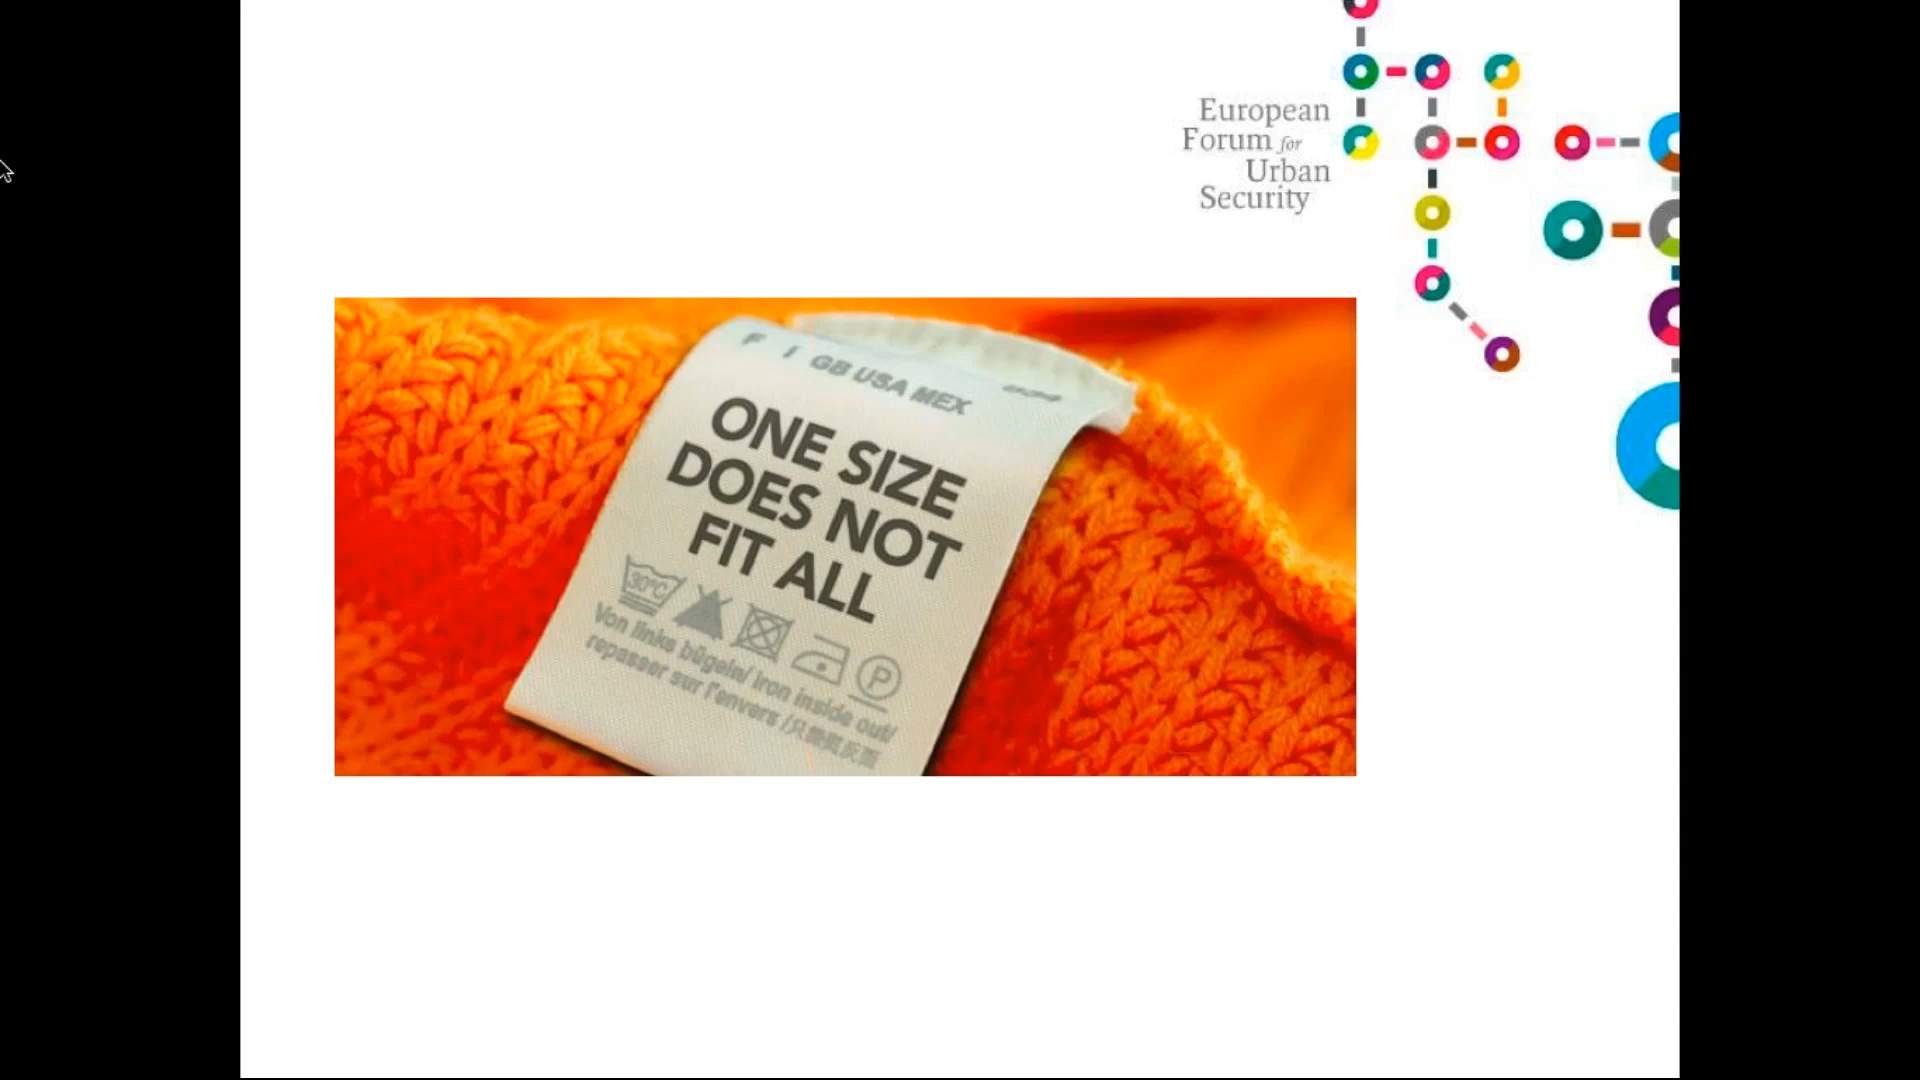 European
Forum for
Urban
Security
F I GB USA MEX
ONE SIZE
DOES NOT
FIT ALL
30°C
P
Von links bügeln/ iron inside out/
repasser sur l'envers /